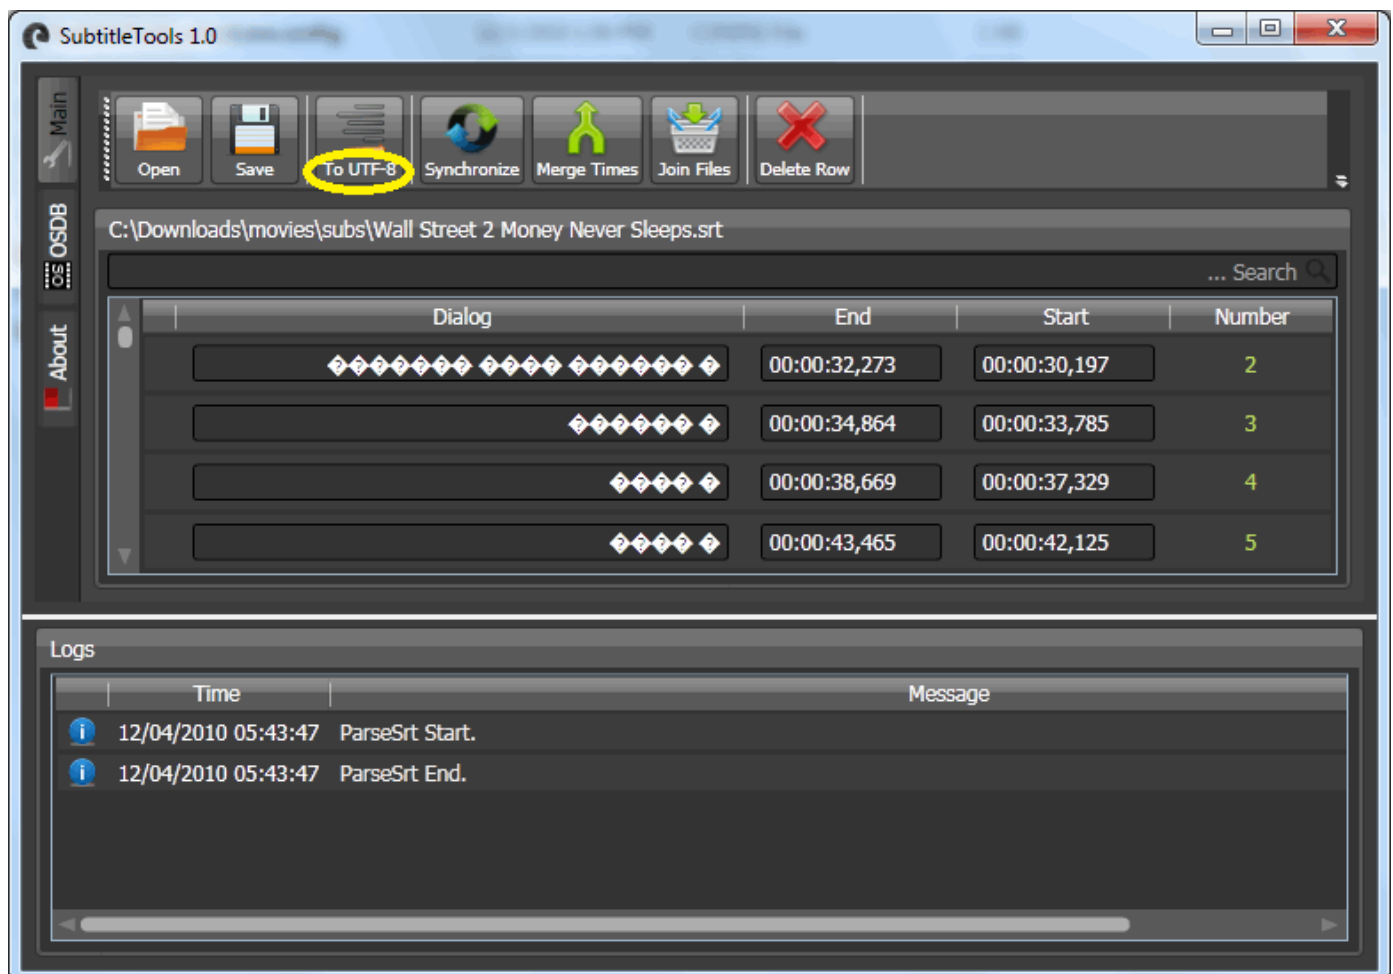 SubtitleTools 1.0
Main
OSDB
About
Open
Save
To UTF-8
Synchronize
Merge Times
Join Files
Delete Row
C:\Downloads\movies\subs\Wall Street 2 Money Never Sleeps.srt
... Search
Dialog End Start Number
������� ���� ������ � 00:00:32,273 00:00:30,197 2
������ � 00:00:34,864 00:00:33,785 3
���� � 00:00:38,669 00:00:37,329 4
���� � 00:00:43,465 00:00:42,125 5
Logs
Time Message
12/04/2010 05:43:47 ParseSrt Start.
12/04/2010 05:43:47 ParseSrt End.